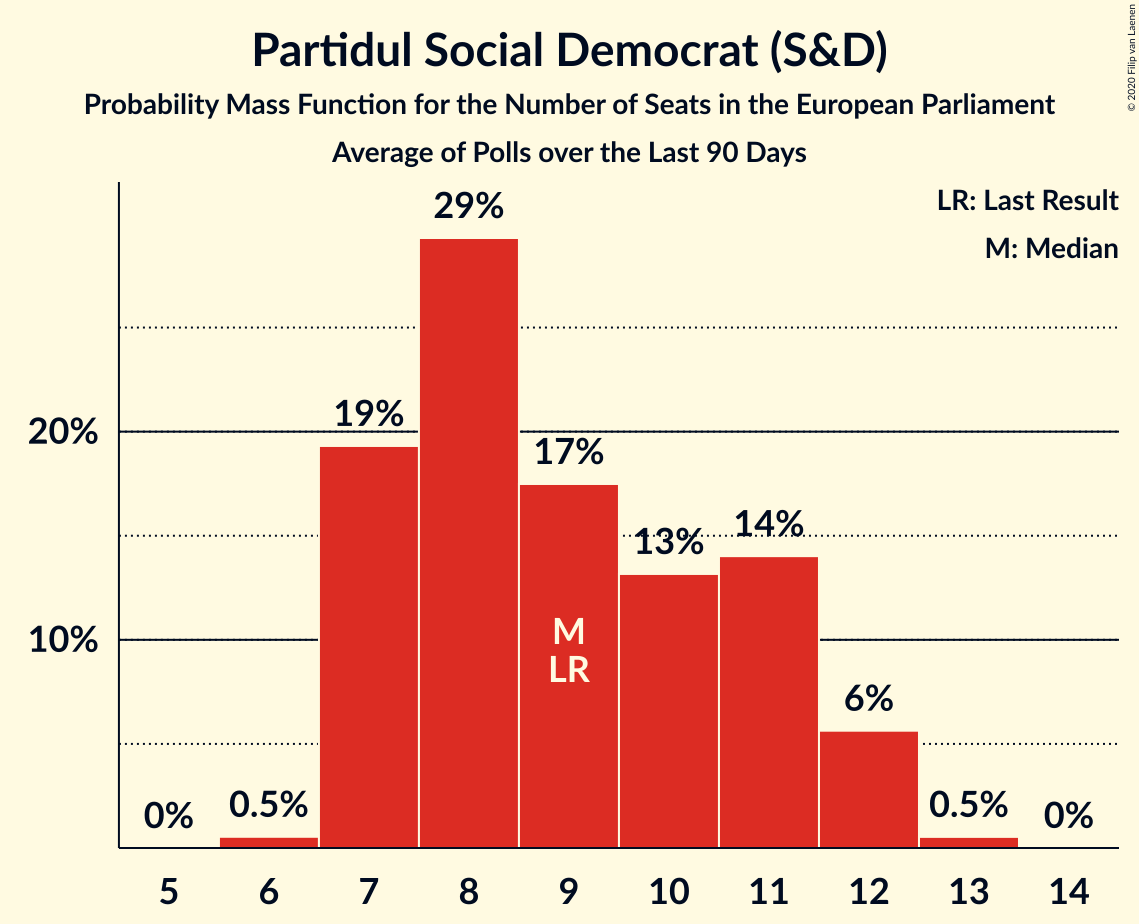 Partidul Social Democrat (S&D)
Probability Mass Function for the Number of Seats in the European Parliament
Average of Polls over the Last 90 Days
© 2020 Filip van Laenen
LR: Last Result
M: Median
29%
19%
20%
17%
14%
13%
10%
M
LR
6%
0%
0.5%
0.5%
0%
5 6 7 8 9 10 11 12 13 14